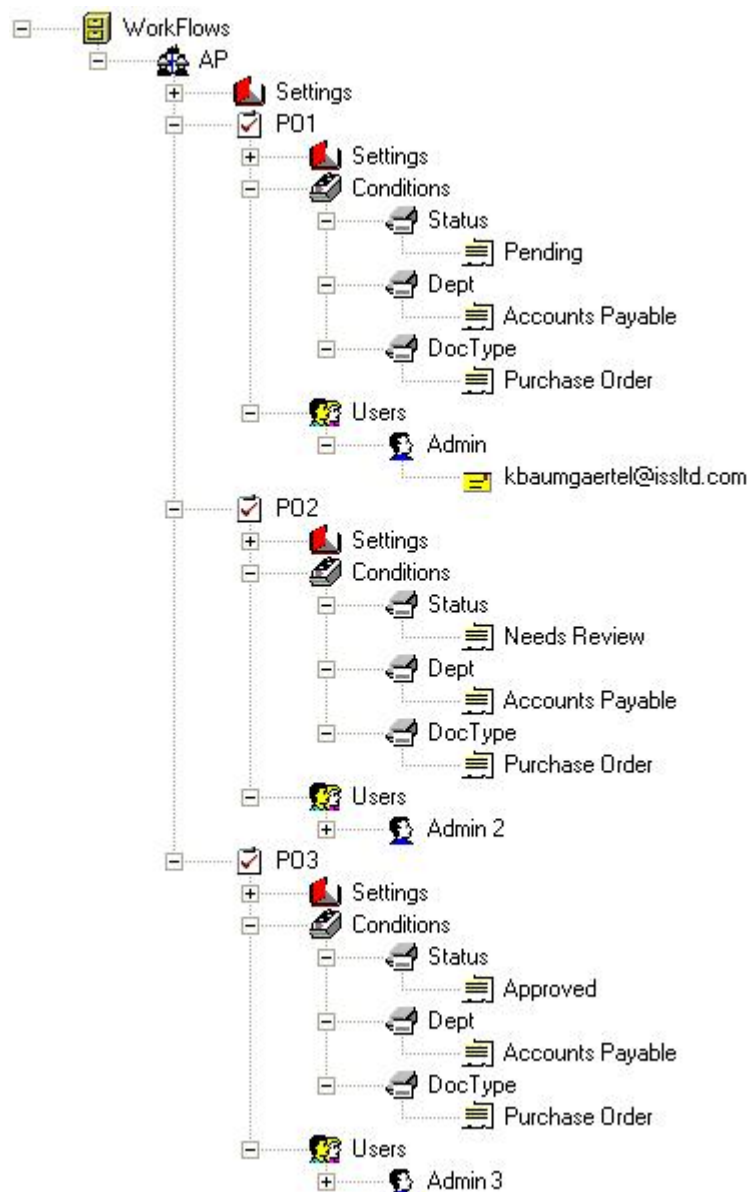 WorkFlows
AP
Settings
PO1
Settings
Conditions
Status
Pending
Dept
Accounts Payable
DocType
Purchase Order
Users
Admin
kbaumgaertel@issltd.com
PO2
Settings
Conditions
Status
Needs Review
Dept
Accounts Payable
DocType
Purchase Order
Users
Admin 2
PO3
Settings
Conditions
Status
Approved
Dept
Accounts Payable
DocType
Purchase Order
Users
Admin 3